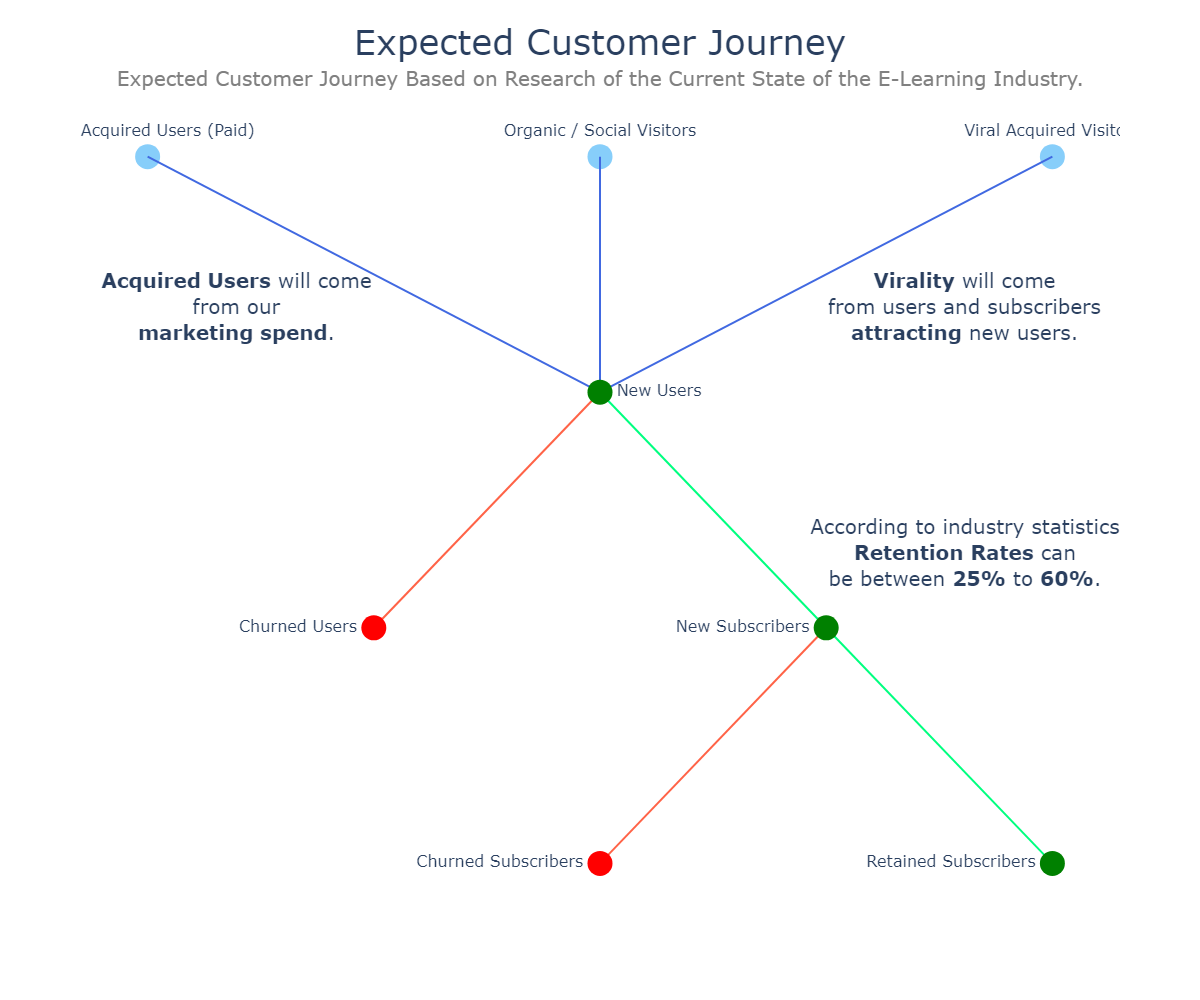 Expected Customer Journey
Expected Customer Journey Based on Research of the Current State of the E-Learning Industry.
Acquired Users (Paid)
Organic / Social Visitors
Viral Acquired Visito
Acquired Users will come
from our
marketing spend.
Virality will come
from users and subscribers
attracting new users.
New Users
According to industry statistics
Retention Rates can
be between 25% to 60%.
Churned Users
New Subscribers
Churned Subscribers
Retained Subscribers